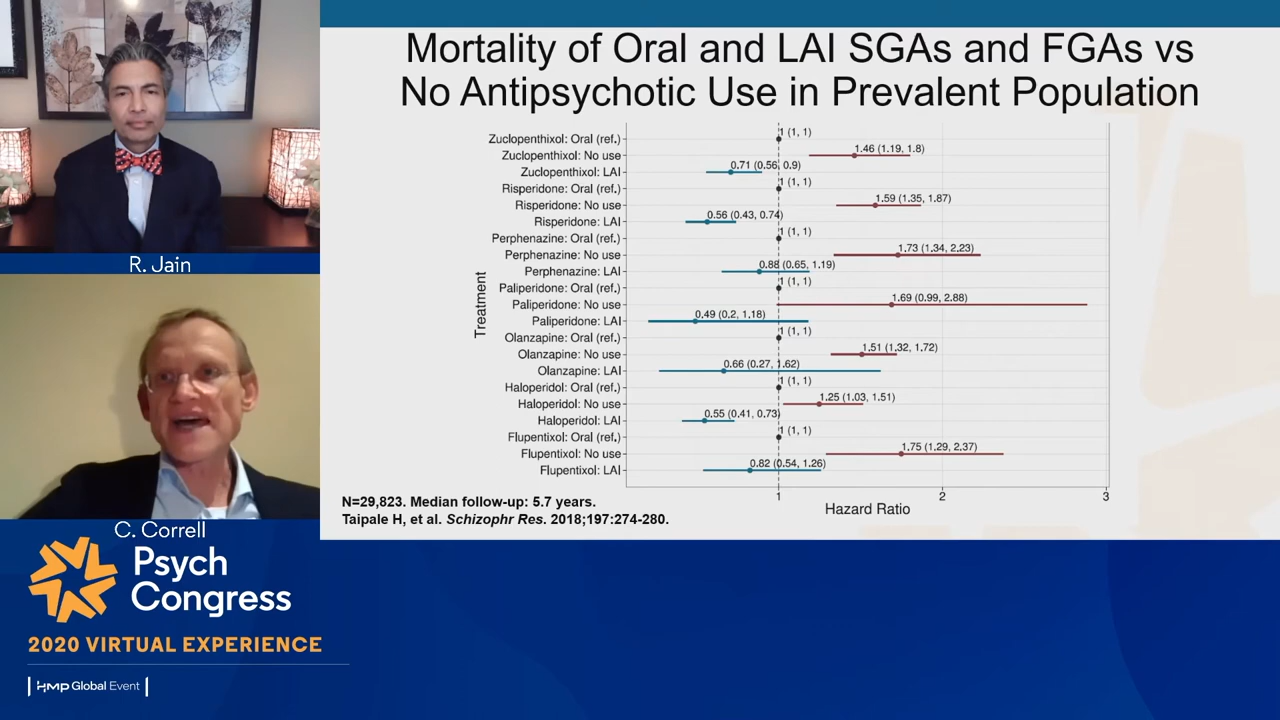 Mortality of Oral and LAI SGAs and FGAs vs
No Antipsychotic Use in Prevalent Population
Treatment
Zuclopenthixol: Oral (ref.) 1 (1, 1)
Zuclopenthixol: No use 1.46 (1.19, 1.8)
Zuclopenthixol: LAI 0.71 (0.56, 0.9)
Risperidone: Oral (ref.) 1 (1, 1)
Risperidone: No use 1.59 (1.35, 1.87)
Risperidone: LAI 0.56 (0.43, 0.74)
Perphenazine: Oral (ref.) 1 (1, 1)
Perphenazine: No use 1.73 (1.34, 2.23)
Perphenazine: LAI 0.88 (0.65, 1.19)
Paliperidone: Oral (ref.) 1 (1, 1)
Paliperidone: No use 1.69 (0.99, 2.88)
Paliperidone: LAI 0.49 (0.2, 1.18)
Olanzapine: Oral (ref.) 1 (1, 1)
Olanzapine: No use 1.51 (1.32, 1.72)
Olanzapine: LAI 0.66 (0.27, 1.62)
Haloperidol: Oral (ref.) 1 (1, 1)
Haloperidol: No use 1.25 (1.03, 1.51)
Haloperidol: LAI 0.55 (0.41, 0.73)
Flupentixol: Oral (ref.) 1 (1, 1)
Flupentixol: No use 1.75 (1.29, 2.37)
Flupentixol: LAI 0.82 (0.54, 1.26)
1 2 3
Hazard Ratio
N=29,823. Median follow-up: 5.7 years.
Taipale H, et al. Schizophr Res. 2018;197:274-280.
R. Jain
C. Correll
Psych
Congress
2020 VIRTUAL EXPERIENCE
HMP Global Event